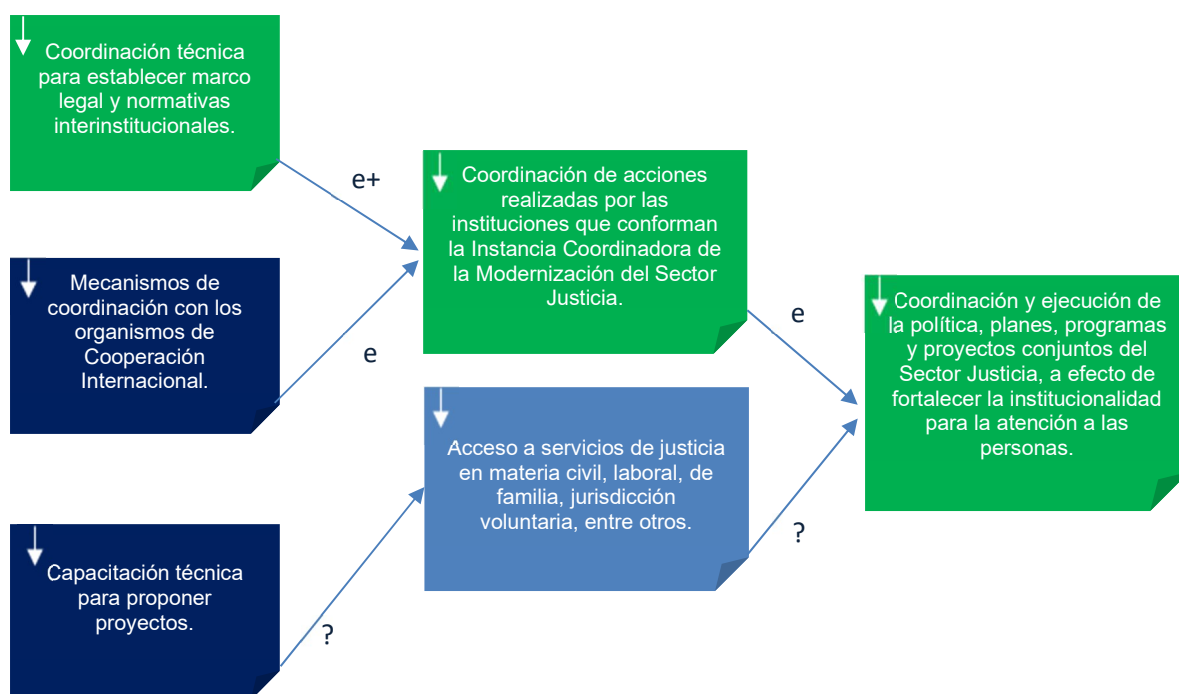 Coordinación técnica
para establecer marco
legal y normativas
interinstitucionales.
e+
Coordinación de acciones
realizadas por las
instituciones que conforman
la Instancia Coordinadora de
la Modernización del Sector
Justicia.
Mecanismos de
coordinación con los
organismos de
Cooperación
Internacional.
e
e
Coordinación y ejecución de
la política, planes, programas
y proyectos conjuntos del
Sector Justicia, a efecto de
fortalecer la institucionalidad
para la atención a las
personas.
Acceso a servicios de justicia
en materia civil, laboral, de
familia, jurisdicción
voluntaria, entre otros.
?
Capacitación técnica
para proponer
proyectos.
?